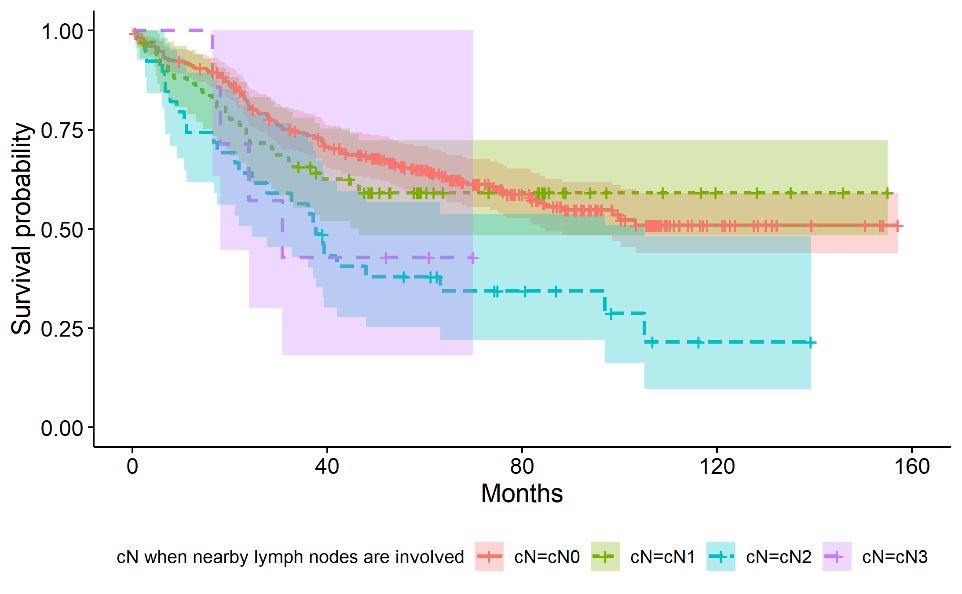 Survival probability
1.00
0.75
0.50
0.25
0.00
0 40 80 120 160
Months
cN when nearby lymph nodes are involved cN=cN0 cN=cN1 cN=cN2 cN=cN3